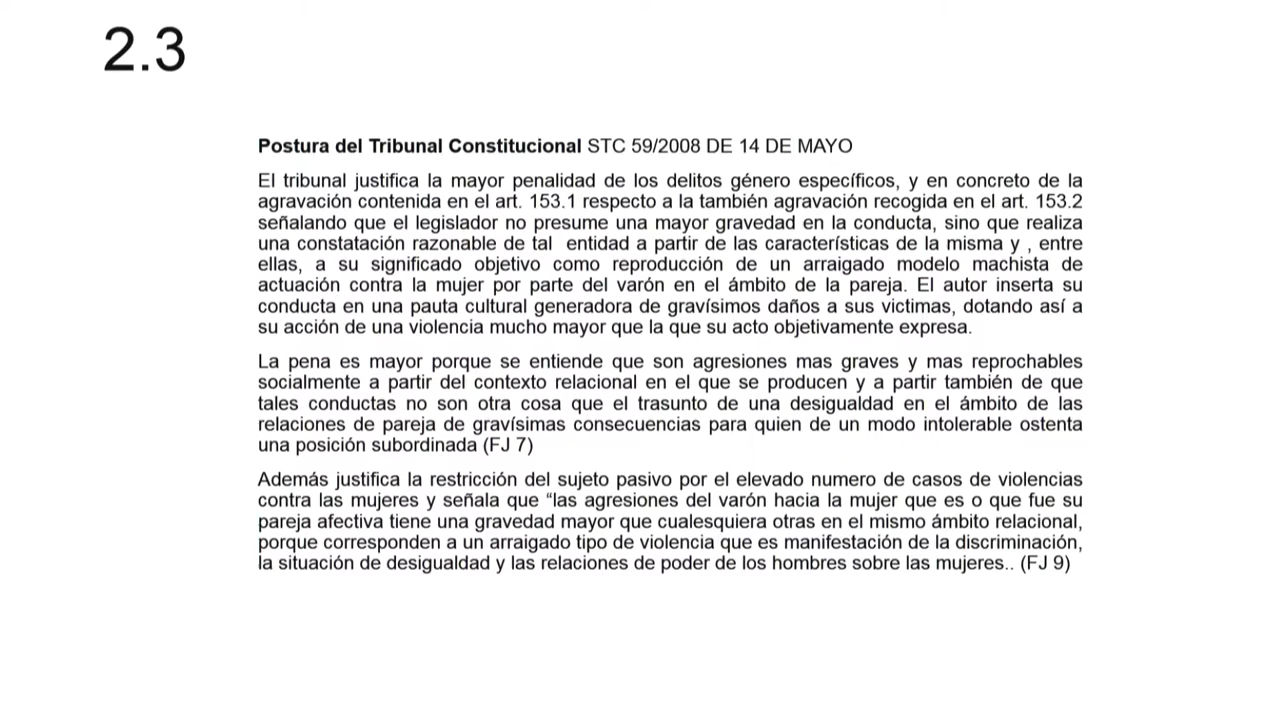 2.3
Postura del Tribunal Constitucional STC 59/2008 DE 14 DE MAYO
El tribunal justifica la mayor penalidad de los delitos género específicos, y en concreto de la
agravación contenida en el art. 153.1 respecto a la también agravación recogida en el art. 153.2
señalando que el legislador no presume una mayor gravedad en la conducta, sino que realiza
una constatación razonable de tal  entidad a partir de las características de la misma y , entre
ellas, a su significado objetivo como reproducción de un arraigado modelo machista de
actuación contra la mujer por parte del varón en el ámbito de la pareja. El autor inserta su
conducta en una pauta cultural generadora de gravísimos daños a sus victimas, dotando así a
su acción de una violencia mucho mayor que la que su acto objetivamente expresa.
La pena es mayor porque se entiende que son agresiones mas graves y mas reprochables
socialmente a partir del contexto relacional en el que se producen y a partir también de que
tales conductas no son otra cosa que el trasunto de una desigualdad en el ámbito de las
relaciones de pareja de gravísimas consecuencias para quien de un modo intolerable ostenta
una posición subordinada (FJ 7)
Además justifica la restricción del sujeto pasivo por el elevado numero de casos de violencias
contra las mujeres y señala que “las agresiones del varón hacia la mujer que es o que fue su
pareja afectiva tiene una gravedad mayor que cualesquiera otras en el mismo ámbito relacional,
porque corresponden a un arraigado tipo de violencia que es manifestación de la discriminación,
la situación de desigualdad y las relaciones de poder de los hombres sobre las mujeres.. (FJ 9)